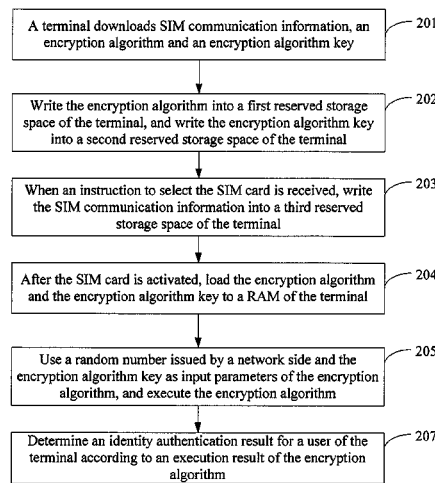 A terminal downloads SIM communication information, an
encryption algorithm and an encryption algorithm key
201
Write the encryption algorithm into a first reserved storage
space of the terminal, and write the encryption algorithm key
into a second reserved storage space of the terminal
202
When an instruction to select the SIM card is received, write
the SIM communication information into a third reserved
storage space of the terminal
203
After the SIM card is activated, load the encryption algorithm
and the encryption algorithm key to a RAM of the terminal
204
Use a random number issued by a network side and the
encryption algorithm key as input parameters of the encryption
algorithm, and execute the encryption algorithm
205
Determine an identity authentication result for a user of the
terminal according to an execution result of the encryption
algorithm
207